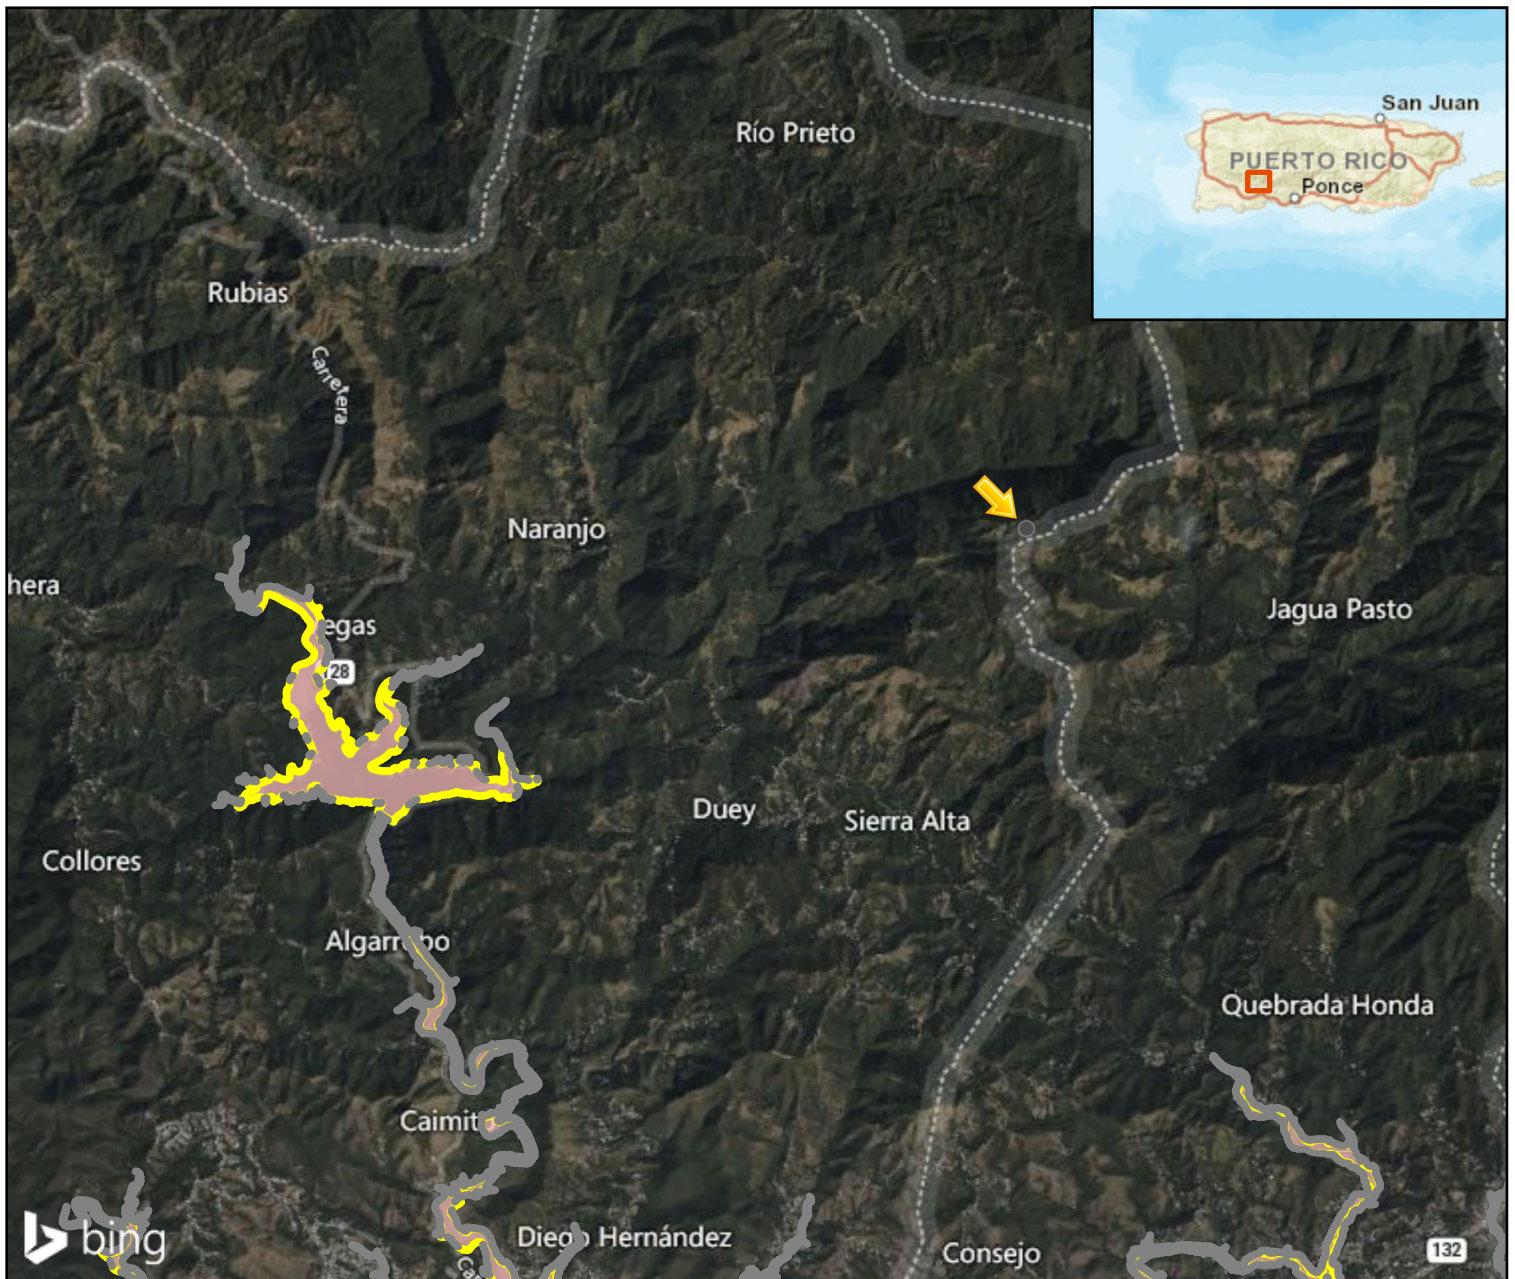 San Juan
PUERTO RICO
Ponce
Río Prieto
Rubias
Carretera
Naranjo
hera
egas
Jagua Pasto
128
Duey
Sierra Alta
Collores
Quebrada Honda
Caimit
Diego Hernández
Consejo
132
bing